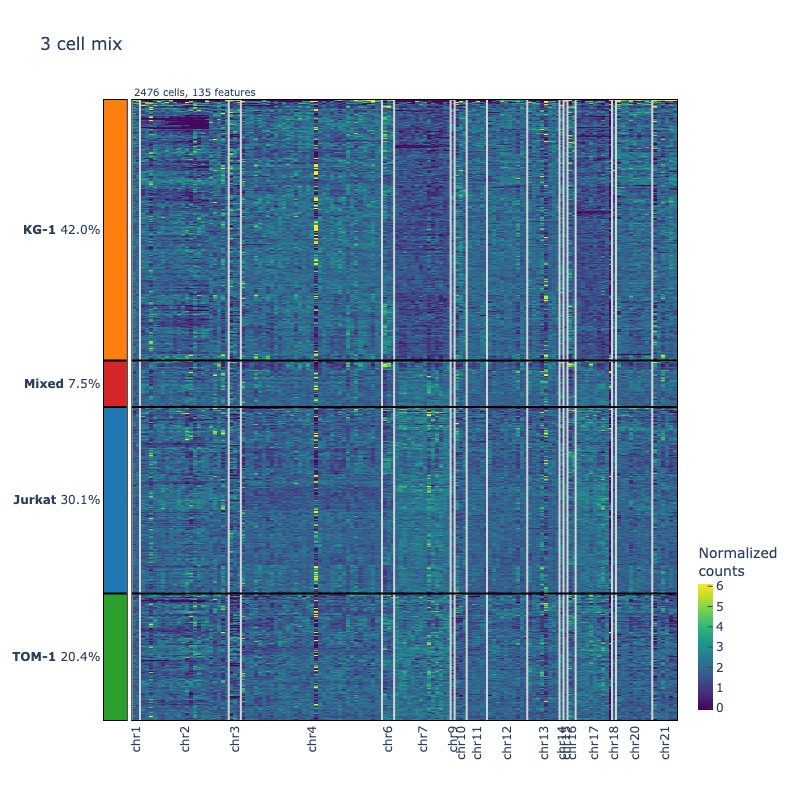 3 cell mix
2476 cells, 135 features
KG-1 42.0%
Mixed 7.5%
Jurkat 30.1%
TOM-1 20.4%
Normalized
counts
6
5
4
3
2
1
0
chr1
chr2
chr3
chr4
chr6
chr7
chr9
chr10
chr11
chr12
chr13
chr14
chr16
chr17
chr18
chr20
chr21